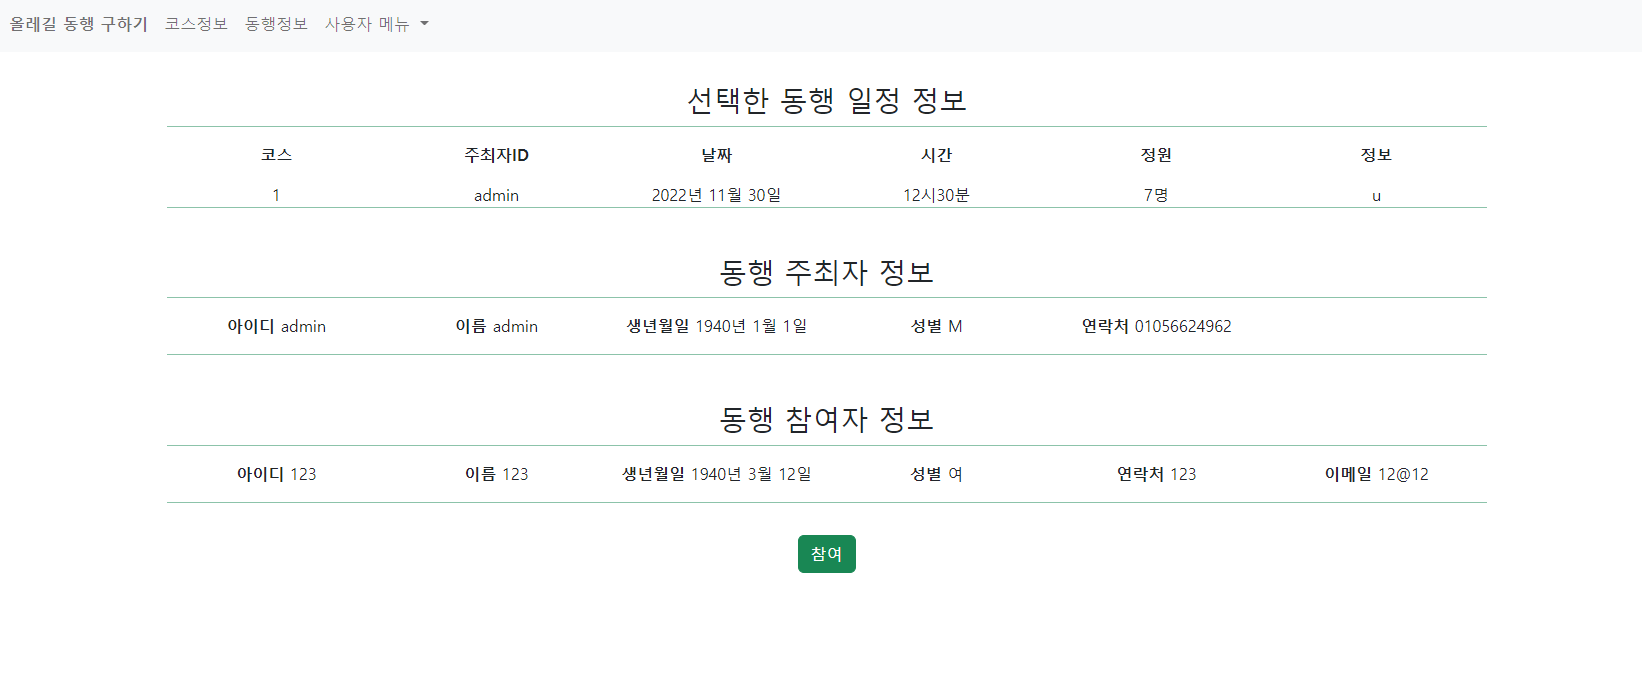 올레길 동행 구하기 코스정보 동행정보 사용자 메뉴
선택한 동행 일정 정보
코스 주최자ID 날짜 시간 정원 정보
1 admin 2022년 11월 30일 12시30분 7명 u
동행 주최자 정보
아이디 admin 이름 admin 생년월일 1940년 1월 1일 성별 M 연락처 01056624962
동행 참여자 정보
아이디 123 이름 123 생년월일 1940년 3월 12일 성별 여 연락처 123 이메일 12@12
참여